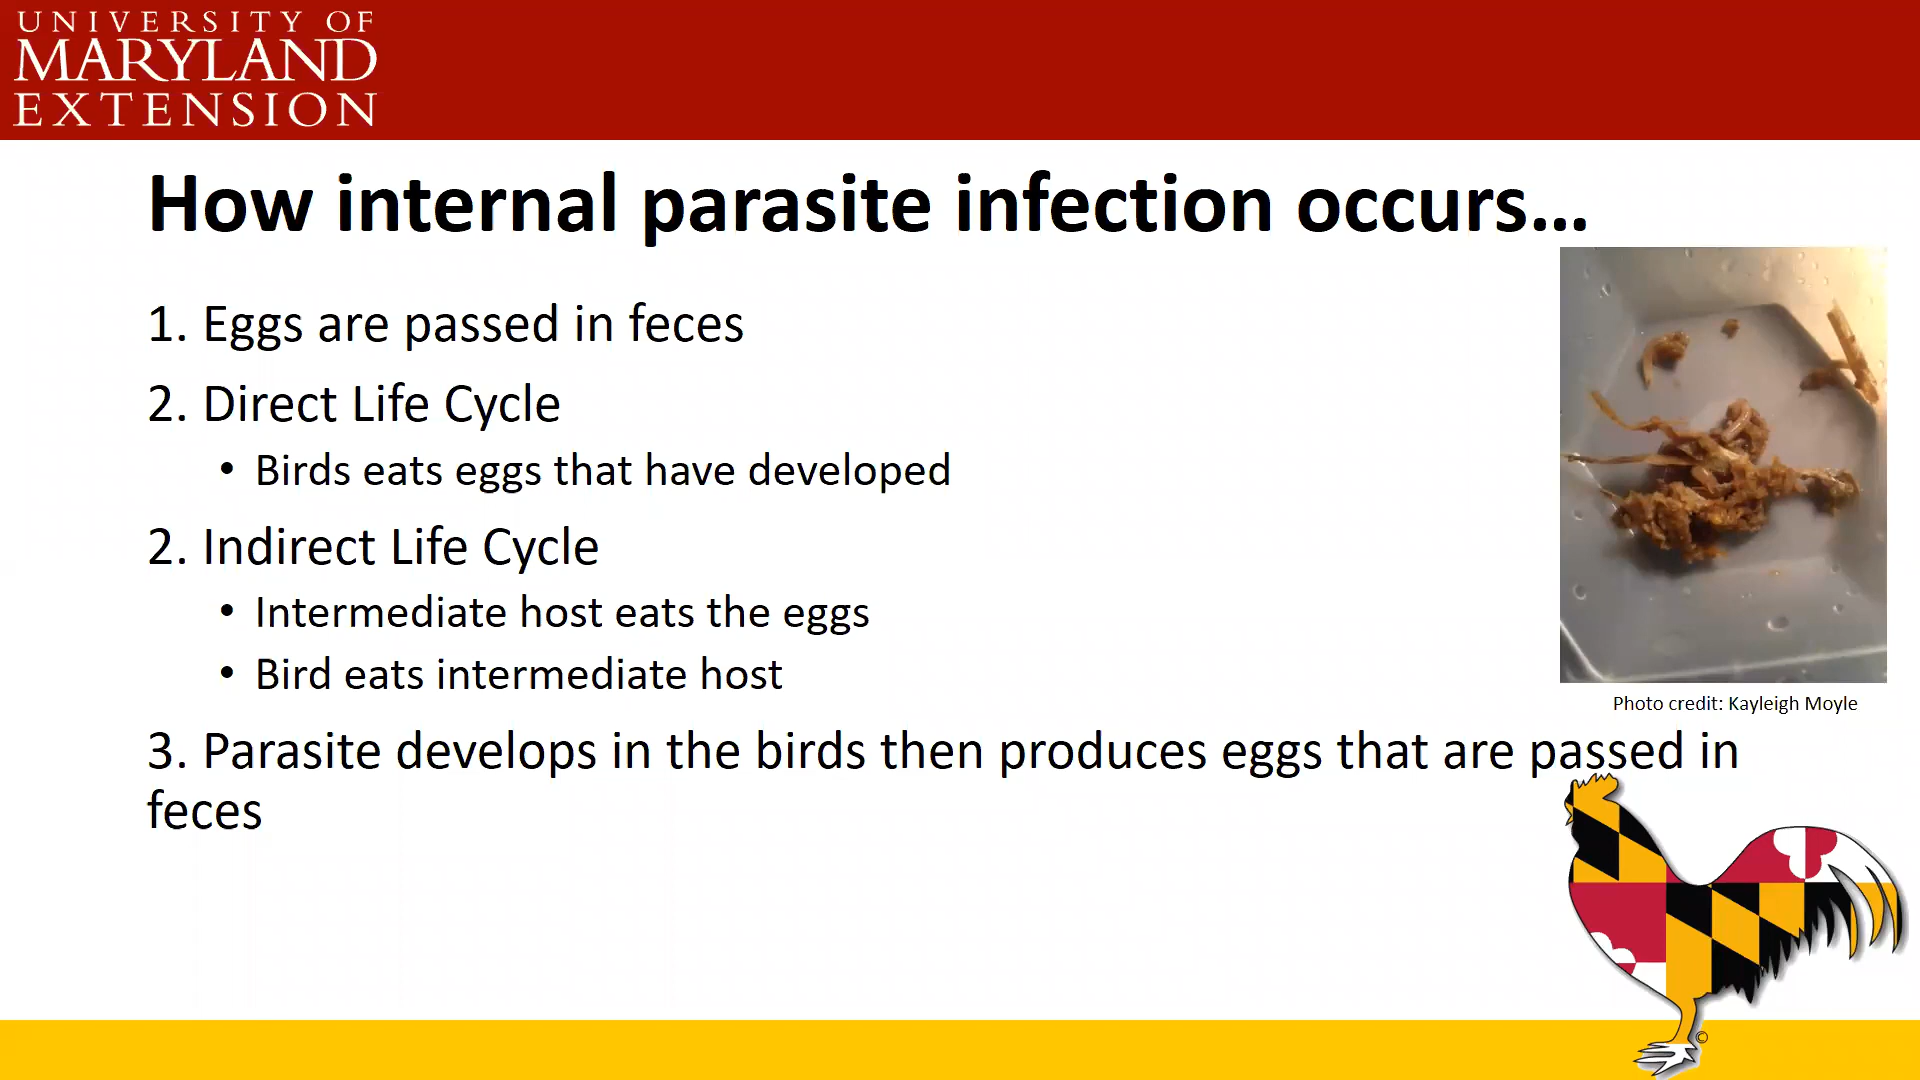 UNIVERSITY OF
MARYLAND
EXTENSION
How internal parasite infection occurs...
1. Eggs are passed in feces
2. Direct Life Cycle
• Birds eats eggs that have developed
2. Indirect Life Cycle
• Intermediate host eats the eggs
• Bird eats intermediate host
Photo credit: Kayleigh Moyle
3. Parasite develops in the birds then produces eggs that are passed in
feces
©